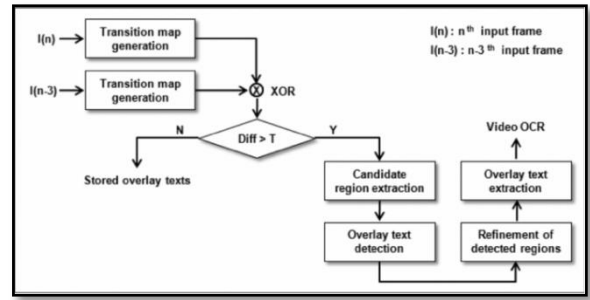 I(n)
Transition map
generation
I(n) : n th input frame
I(n-3) : n-3 th input frame
I(n-3)
Transition map
generation
XOR
N
Diff > T
Y
Stored overlay texts
Video OCR
Candidate
region extraction
Overlay text
extraction
Overlay text
detection
Refinement of
detected regions